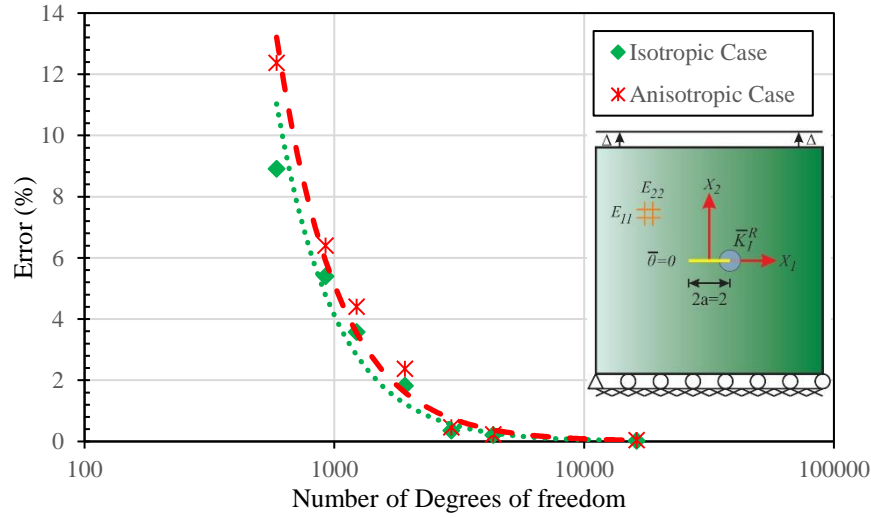 14
12
10
8
6
4
2
0
Error (%)
100
1000
10000
100000
Number of Degrees of freedom
Isotropic Case
Anisotropic Case
Δ
Δ
E22
E11
X2
K̅_I^R
θ̅=0
X1
2a=2